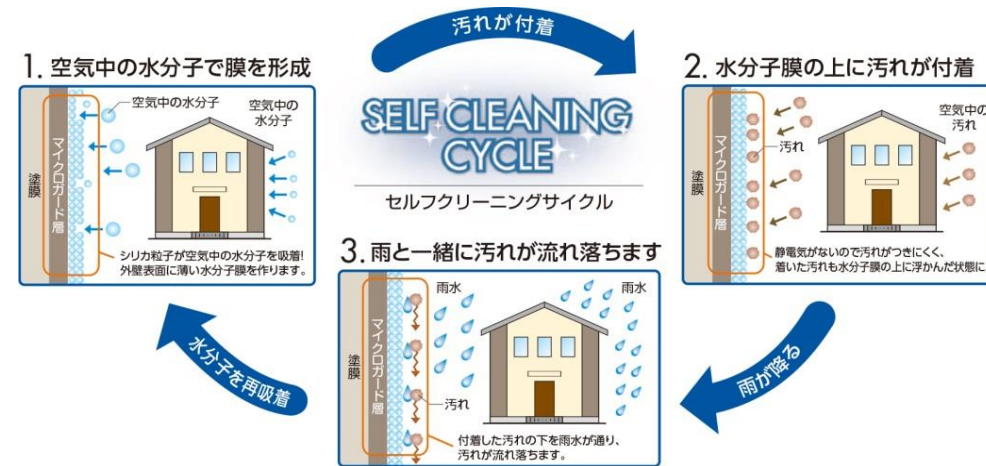 汚れが付着
1. 空気中の水分子で膜を形成
空気中の水分子
空気中の
水分子
塗膜
マイクロガード層
シリカ粒子が空気中の水分子を吸着!
外壁表面に薄い水分子膜を作ります。
SELF CLEANING
CYCLE
セルフクリーニングサイクル
2. 水分子膜の上に汚れが付着
空気中の
汚れ
汚れ
塗膜
マイクロガード層
静電気がないので汚れがつきにくく、
着いた汚れも水分子膜の上に浮かんだ状態に
雨が降る
3. 雨と一緒に汚れが流れ落ちます
雨水
雨水
塗膜
マイクロガード層
汚れ
付着した汚れの下を雨水が通り、
汚れが流れ落ちます。
水分子を再吸着